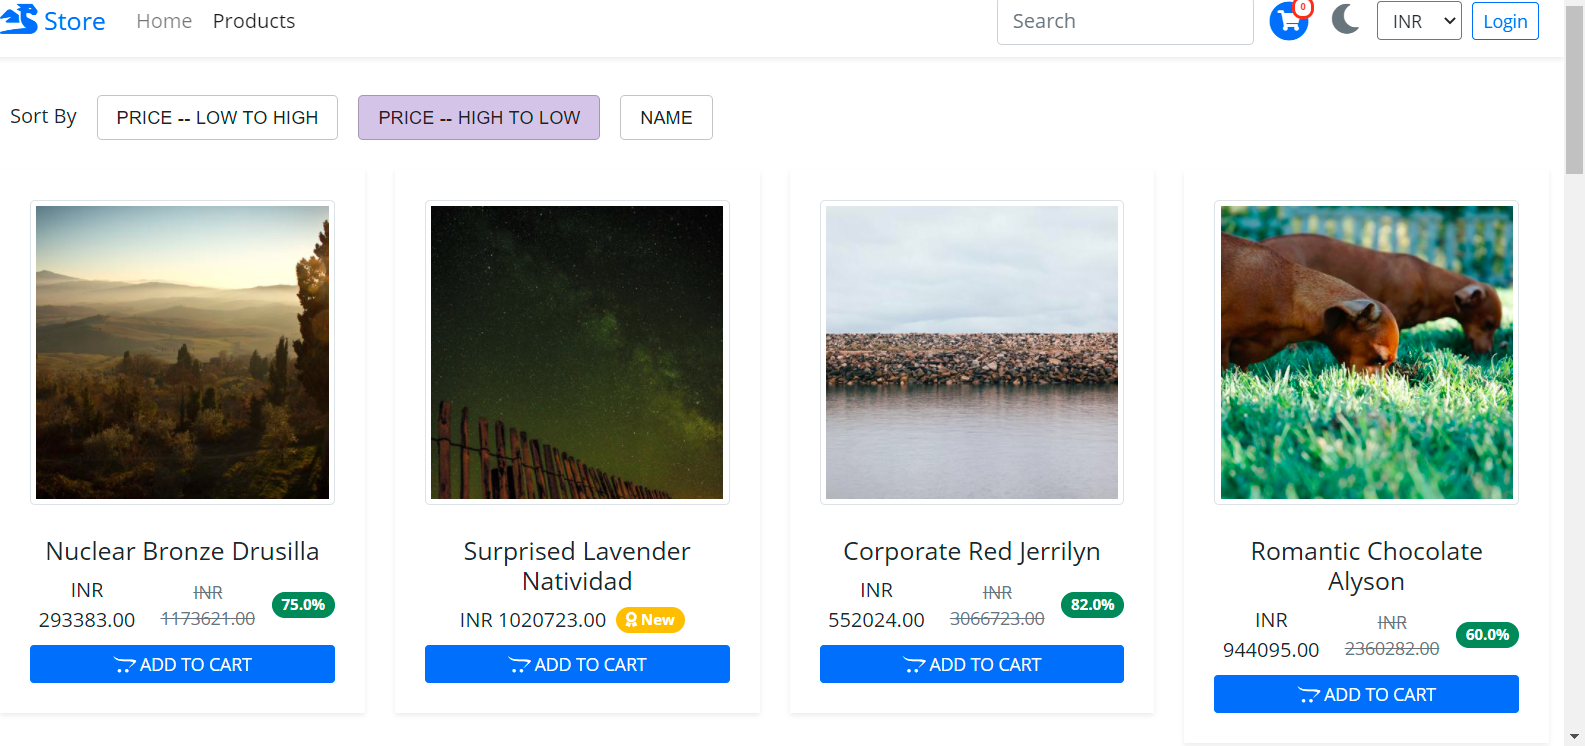 Store Home Products Search 0 INR Login
Sort By PRICE -- LOW TO HIGH PRICE -- HIGH TO LOW NAME
Nuclear Bronze Drusilla
INR 293383.00
INR 1173621.00
75.0%
ADD TO CART
Surprised Lavender
Natividad
INR 1020723.00 New
ADD TO CART
Corporate Red Jerrilyn
INR 552024.00
INR 3066723.00
82.0%
ADD TO CART
Romantic Chocolate
Alyson
INR 944095.00
INR 2360282.00
60.0%
ADD TO CART